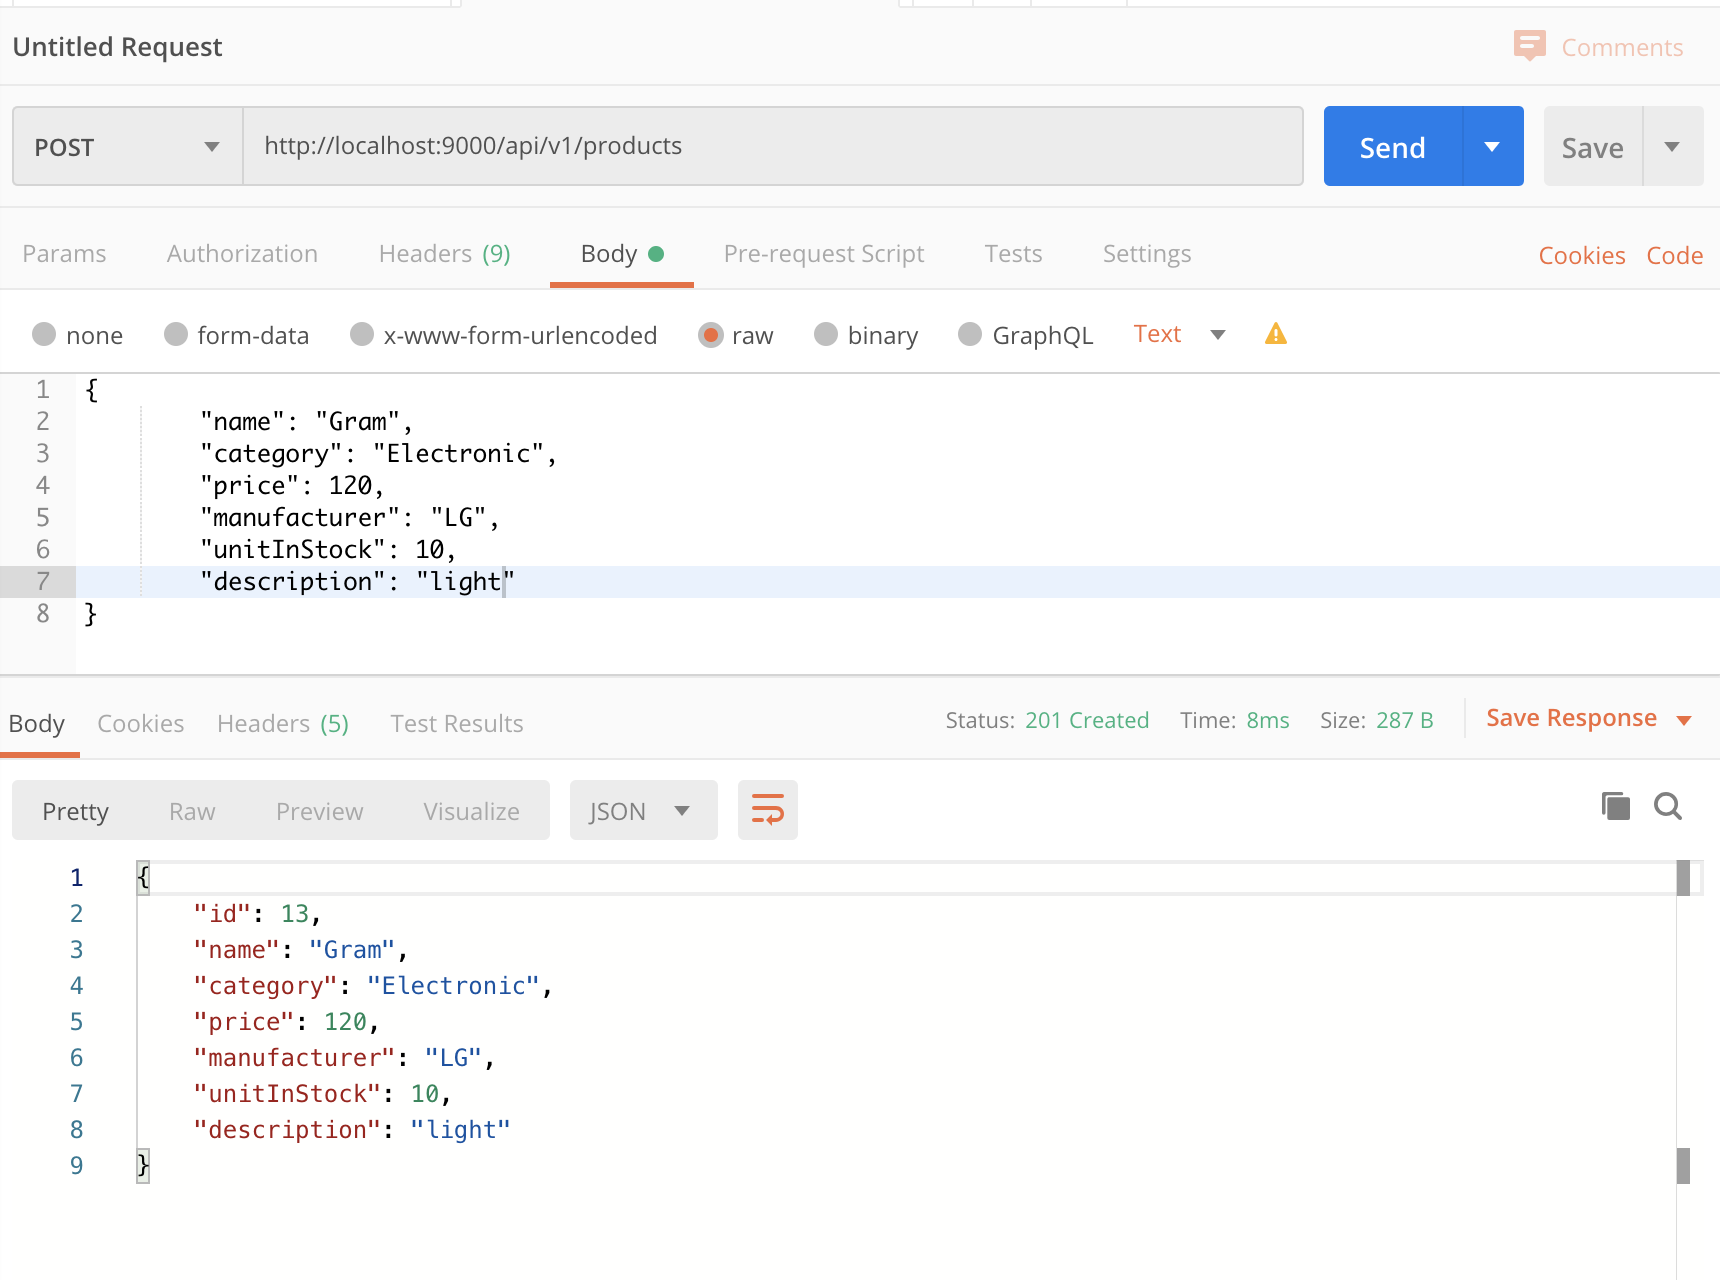 Untitled Request
Comments
POST
http://localhost:9000/api/v1/products
Send
Save
Params Authorization Headers (9) Body Pre-request Script Tests Settings Cookies Code
none form-data x-www-form-urlencoded raw binary GraphQL Text
1 {
2 "name": "Gram",
3 "category": "Electronic",
4 "price": 120,
5 "manufacturer": "LG",
6 "unitInStock": 10,
7 "description": "light"
8 }
Body Cookies Headers (5) Test Results Status: 201 Created Time: 8ms Size: 287 B Save Response
Pretty Raw Preview Visualize JSON
1 {
2 "id": 13,
3 "name": "Gram",
4 "category": "Electronic",
5 "price": 120,
6 "manufacturer": "LG",
7 "unitInStock": 10,
8 "description": "light"
9 }